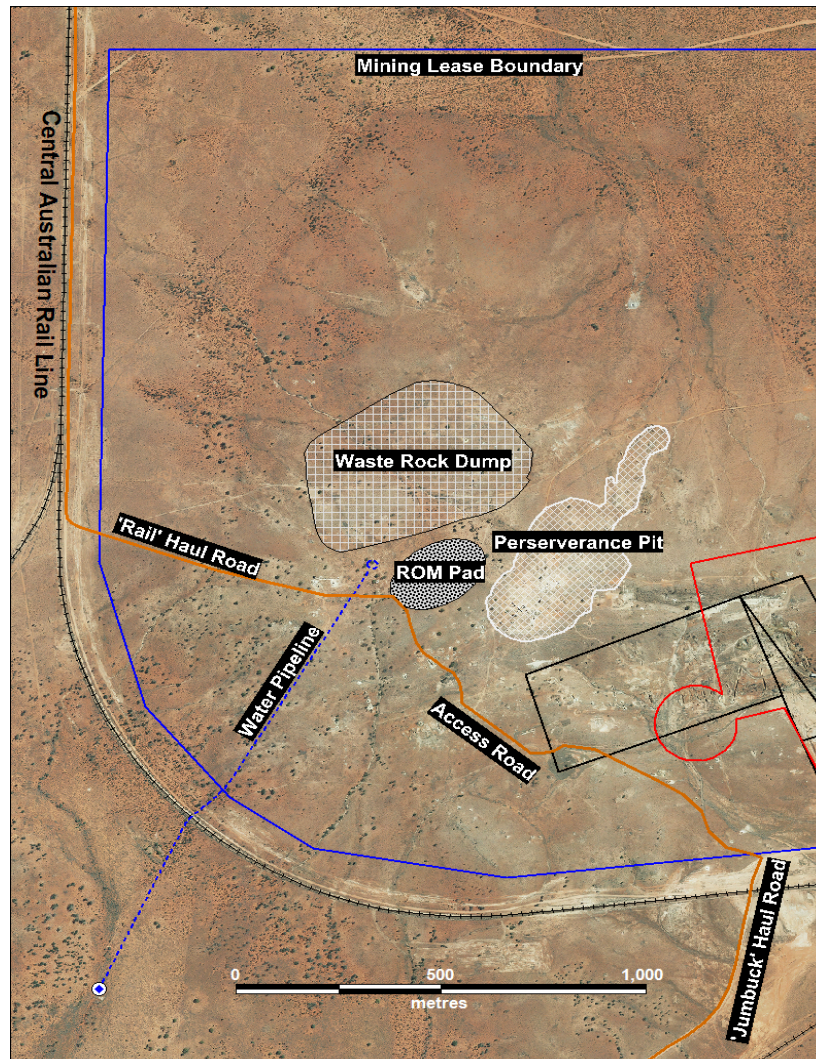 Mining Lease Boundary
Central Australian Rail Line
Waste Rock Dump
'Rail' Haul Road
Perserverance Pit
ROM Pad
Water Pipeline
Access Road
'Jumbuck' Haul Road
0 500 1,000
metres